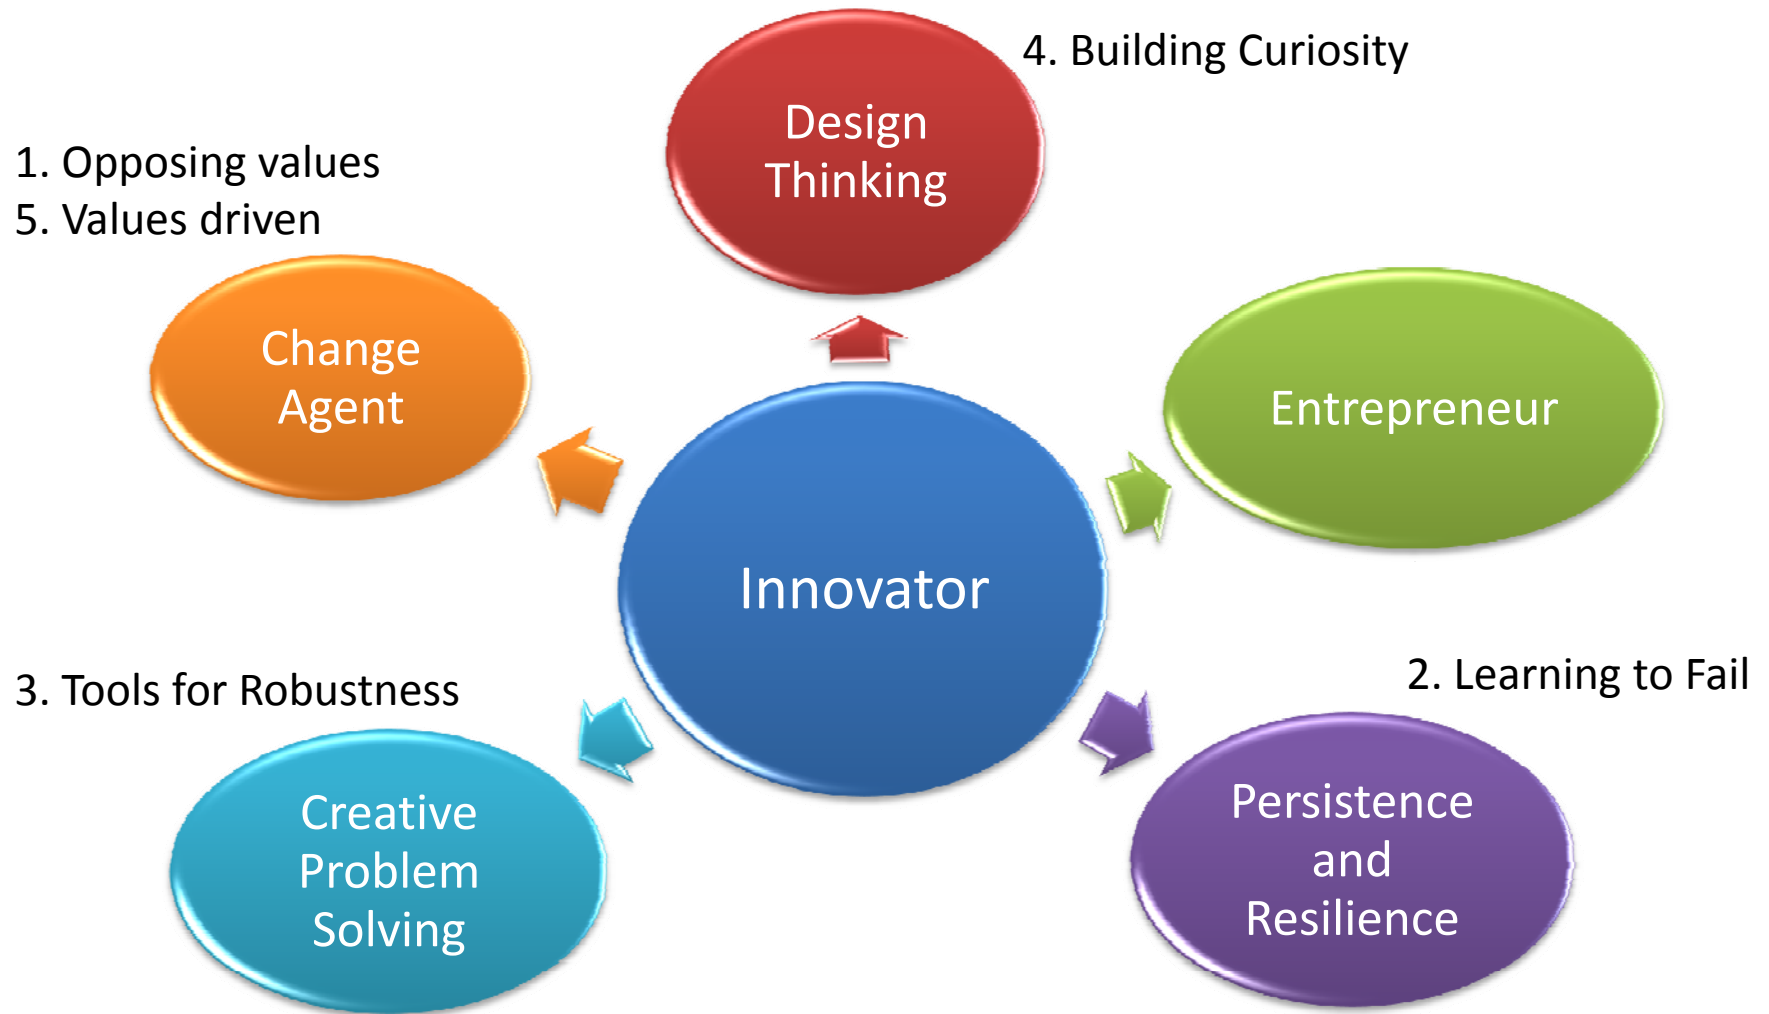 4. Building Curiosity
Design
Thinking
1. Opposing values
5. Values driven
Change
Agent
Entrepreneur
Innovator
2. Learning to Fail
3. Tools for Robustness
Persistence
and
Resilience
Creative
Problem
Solving